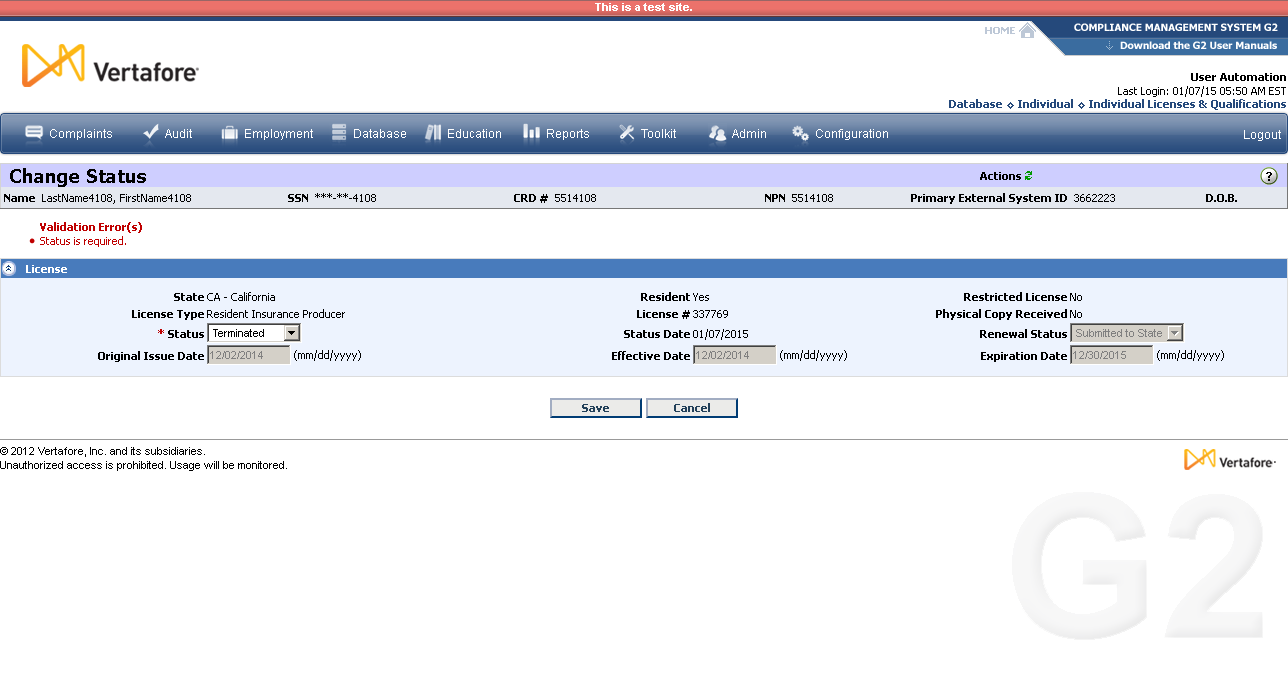 This is a test site.
HOME
COMPLIANCE MANAGEMENT SYSTEM G2
Download the G2 User Manuals
Vertafore
User Automation
Last Login: 01/07/15 05:50 AM EST
Database ⬦ Individual ⬦ Individual Licenses & Qualifications
Complaints Audit Employment Database Education Reports Toolkit Admin Configuration Logout
Change Status Actions ?
Name LastName4108, FirstName4108 SSN ***-**-4108 CRD # 5514108 NPN 5514108 Primary External System ID 3662223 D.O.B.
Validation Error(s)
• Status is required.
License
State CA - California Resident Yes Restricted License No
License Type Resident Insurance Producer License # 337769 Physical Copy Received No
* Status Terminated Status Date 01/07/2015 Renewal Status Submitted to State
Original Issue Date 12/02/2014 (mm/dd/yyyy) Effective Date 12/02/2014 (mm/dd/yyyy) Expiration Date 12/30/2015 (mm/dd/yyyy)
Save Cancel
© 2012 Vertafore, Inc. and its subsidiaries.
Unauthorized access is prohibited. Usage will be monitored.
Vertafore
G2